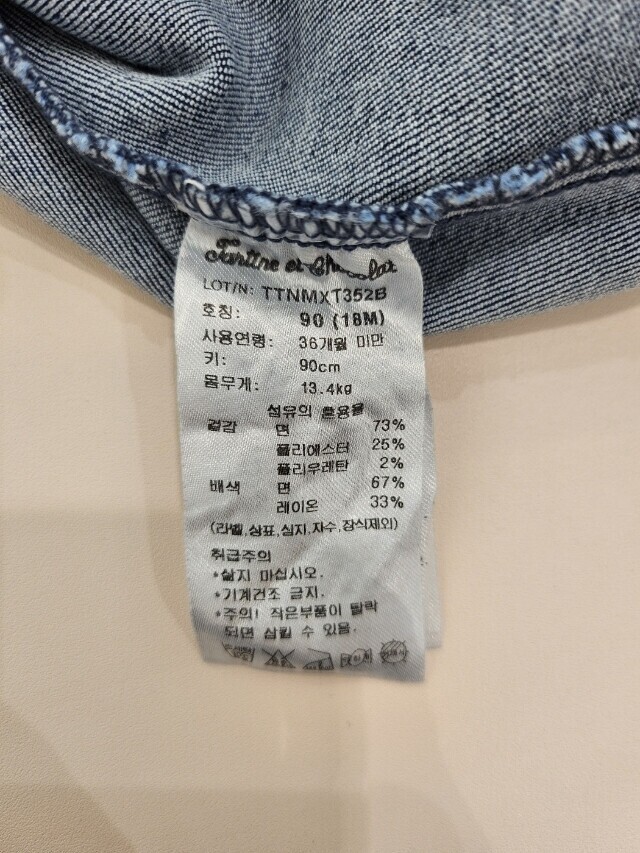 Tartine et Chocolat
LOT/N: TTNMXT352B
호칭: 90 (18M)
사용연령: 36개월 미만
키: 90cm
몸무게: 13.4kg
섬유의 혼용율
겉감 면 73%
폴리에스터 25%
폴리우레탄 2%
배색 면 67%
레이온 33%
(라벨,상표,심지,자수,장식제외)
취급주의
*삶지 마십시오.
*기계건조 금지.
*주의! 작은부품이 탈락
되면 삼킬 수 있음.